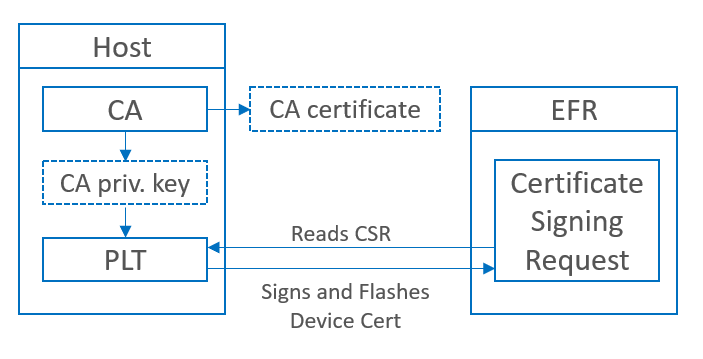 Host
CA
CA certificate
CA priv. key
PLT
EFR
Certificate
Signing
Request
Reads CSR
Signs and Flashes
Device Cert